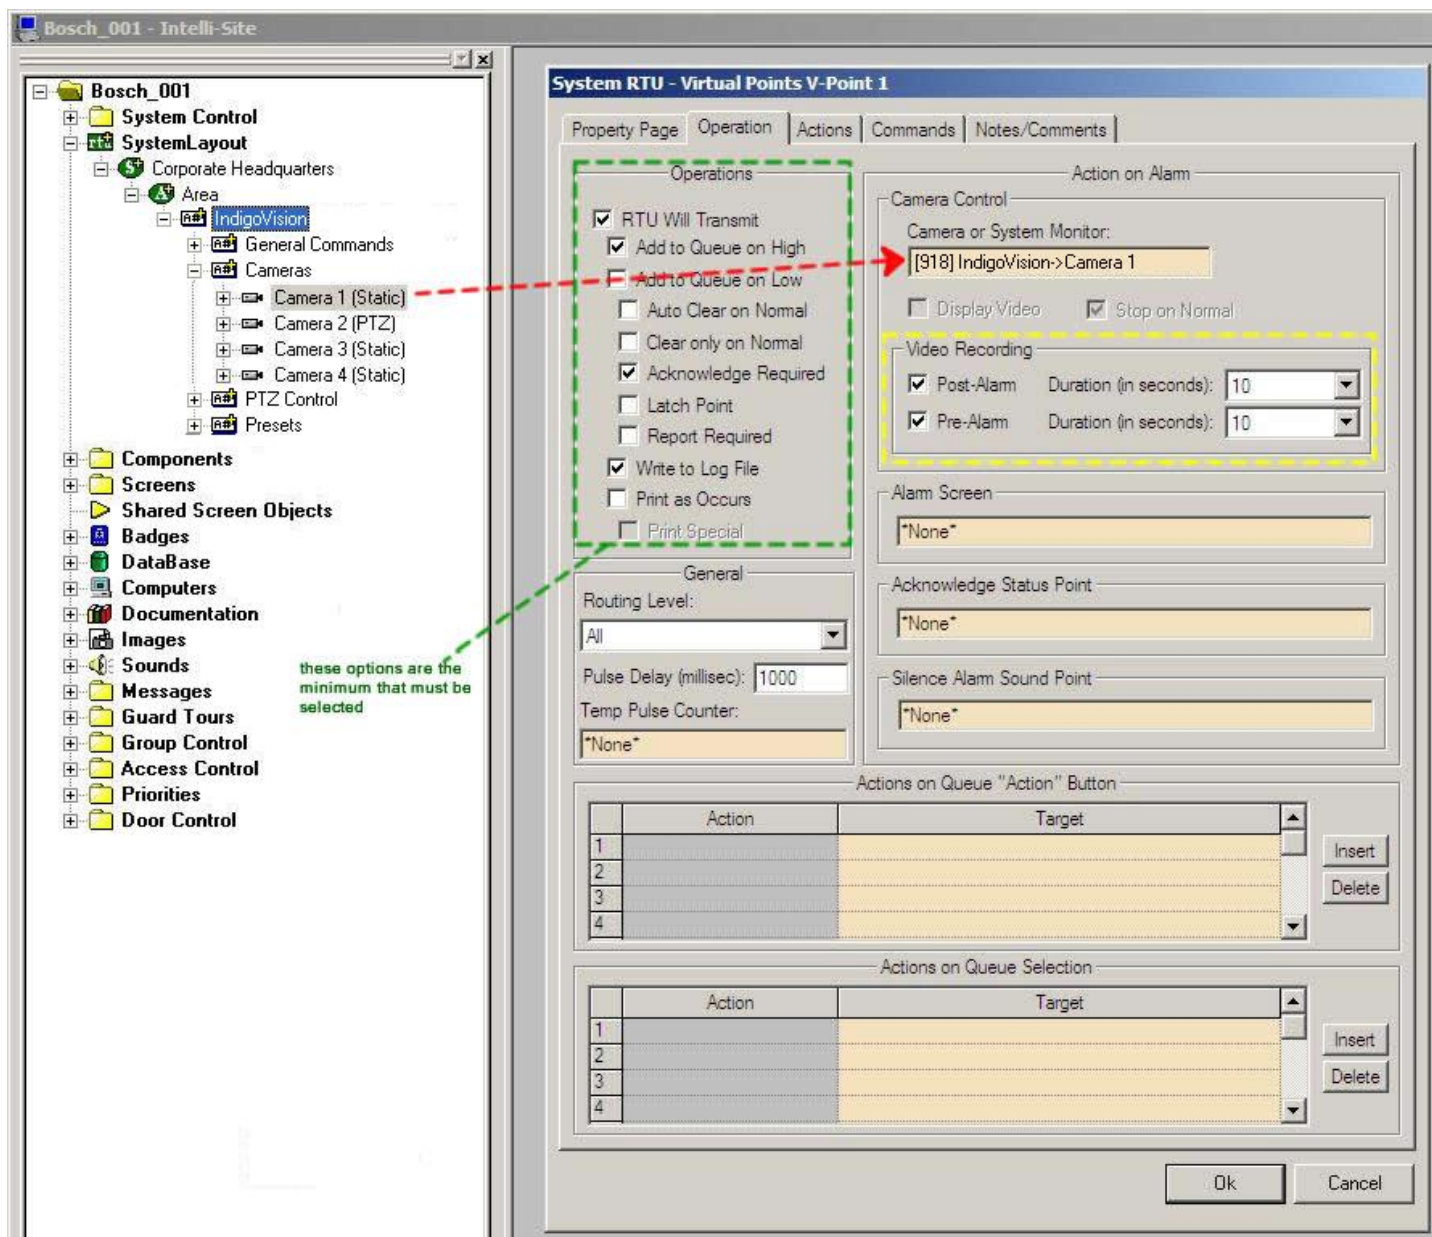 Bosch_001 - Intelli-Site
Bosch_001
System Control
SystemLayout
Corporate Headquarters
Area
IndigoVision
General Commands
Cameras
Camera 1 (Static)
Camera 2 (PTZ)
Camera 3 (Static)
Camera 4 (Static)
PTZ Control
Presets
Components
Screens
Shared Screen Objects
Badges
DataBase
Computers
Documentation
Images
Sounds
Messages
Guard Tours
Group Control
Access Control
Priorities
Door Control
these options are the
minimum that must be
selected
System RTU - Virtual Points V-Point 1
Property Page Operation Actions Commands Notes/Comments
Operations
RTU Will Transmit
Add to Queue on High
Add to Queue on Low
Auto Clear on Normal
Clear only on Normal
Acknowledge Required
Latch Point
Report Required
Write to Log File
Print as Occurs
Print Special
General
Routing Level:
All
Pulse Delay (millisec): 1000
Temp Pulse Counter:
*None*
Action on Alarm
Camera Control
Camera or System Monitor:
[918] IndigoVision->Camera 1
Display Video Stop on Normal
Video Recording
Post-Alarm Duration (in seconds): 10
Pre-Alarm Duration (in seconds): 10
Alarm Screen
*None*
Acknowledge Status Point
*None*
Silence Alarm Sound Point
*None*
Actions on Queue "Action" Button
Action Target
1
2
3
4
Insert
Delete
Actions on Queue Selection
Action Target
1
2
3
4
Insert
Delete
Ok Cancel